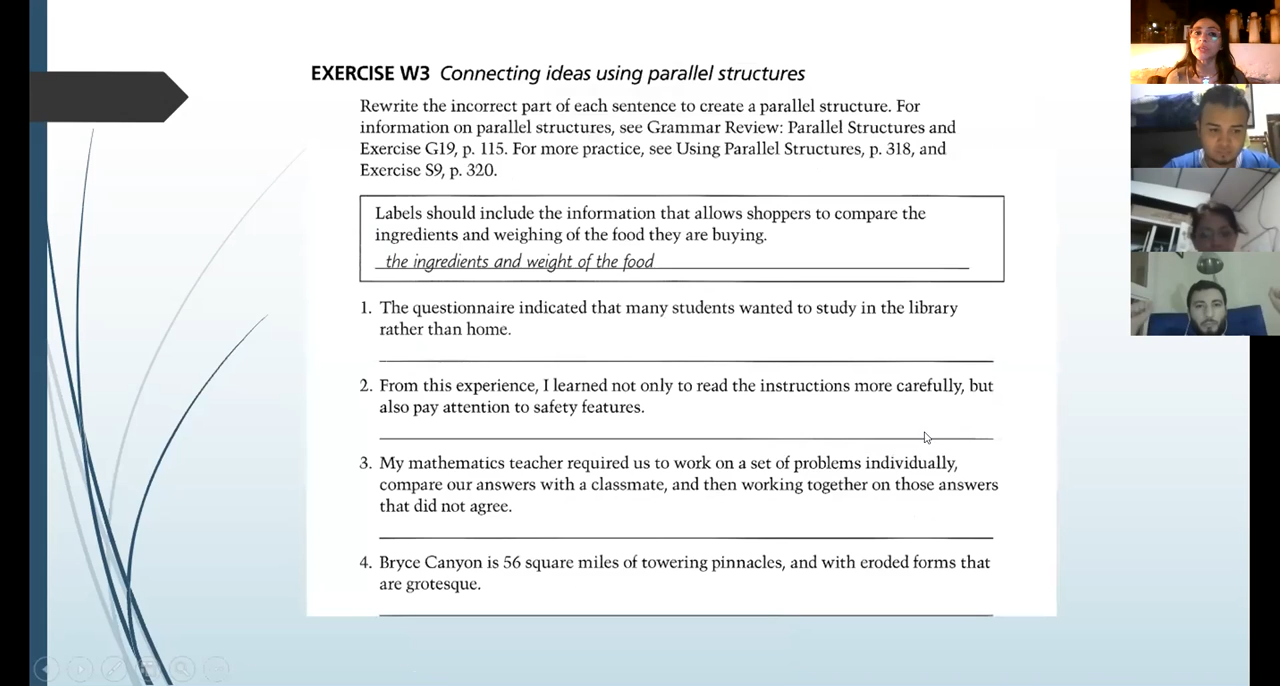 EXERCISE W3 Connecting ideas using parallel structures
Rewrite the incorrect part of each sentence to create a parallel structure. For
information on parallel structures, see Grammar Review: Parallel Structures and
Exercise G19, p. 115. For more practice, see Using Parallel Structures, p. 318, and
Exercise S9, p. 320.
Labels should include the information that allows shoppers to compare the
ingredients and weighing of the food they are buying.
the ingredients and weight of the food
1. The questionnaire indicated that many students wanted to study in the library
rather than home.
2. From this experience, I learned not only to read the instructions more carefully, but
also pay attention to safety features.
3. My mathematics teacher required us to work on a set of problems individually,
compare our answers with a classmate, and then working together on those answers
that did not agree.
4. Bryce Canyon is 56 square miles of towering pinnacles, and with eroded forms that
are grotesque.